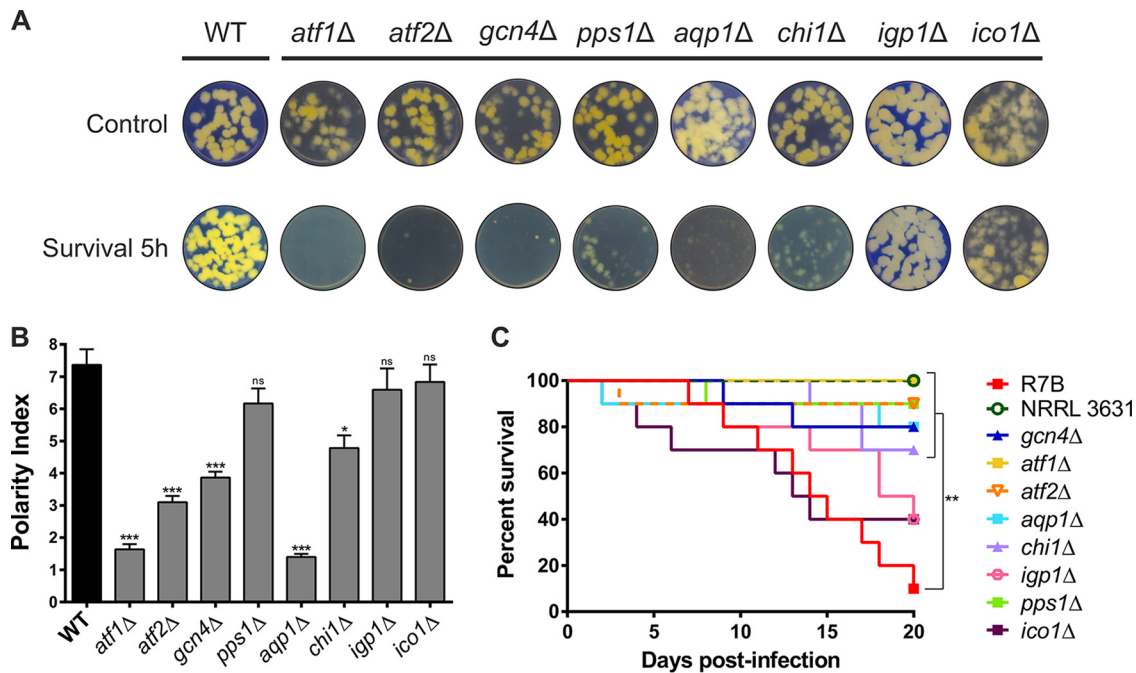 A
WT atf1Δ atf2Δ gcn4Δ pps1Δ aqp1Δ chi1Δ igp1Δ ico1Δ
Control
Survival 5h
B
Polarity Index
8
7
6
5
4
3
2
1
0
*** *** *** ns *** * ns ns
WT atf1Δ atf2Δ gcn4Δ pps1Δ aqp1Δ chi1Δ igp1Δ ico1Δ
C
Percent survival
100
80
60
40
20
0
0 5 10 15 20
Days post-infection
**
R7B
NRRL 3631
gcn4Δ
atf1Δ
atf2Δ
aqp1Δ
chi1Δ
igp1Δ
pps1Δ
ico1Δ